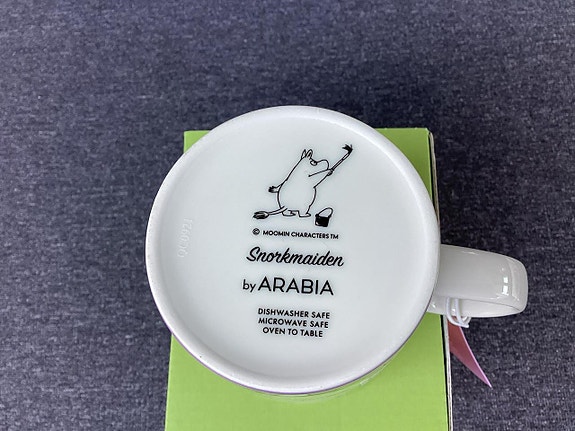 © MOOMIN CHARACTERS TM
Snorkmaiden
by ARABIA
DISHWASHER SAFE
MICROWAVE SAFE
OVEN TO TABLE